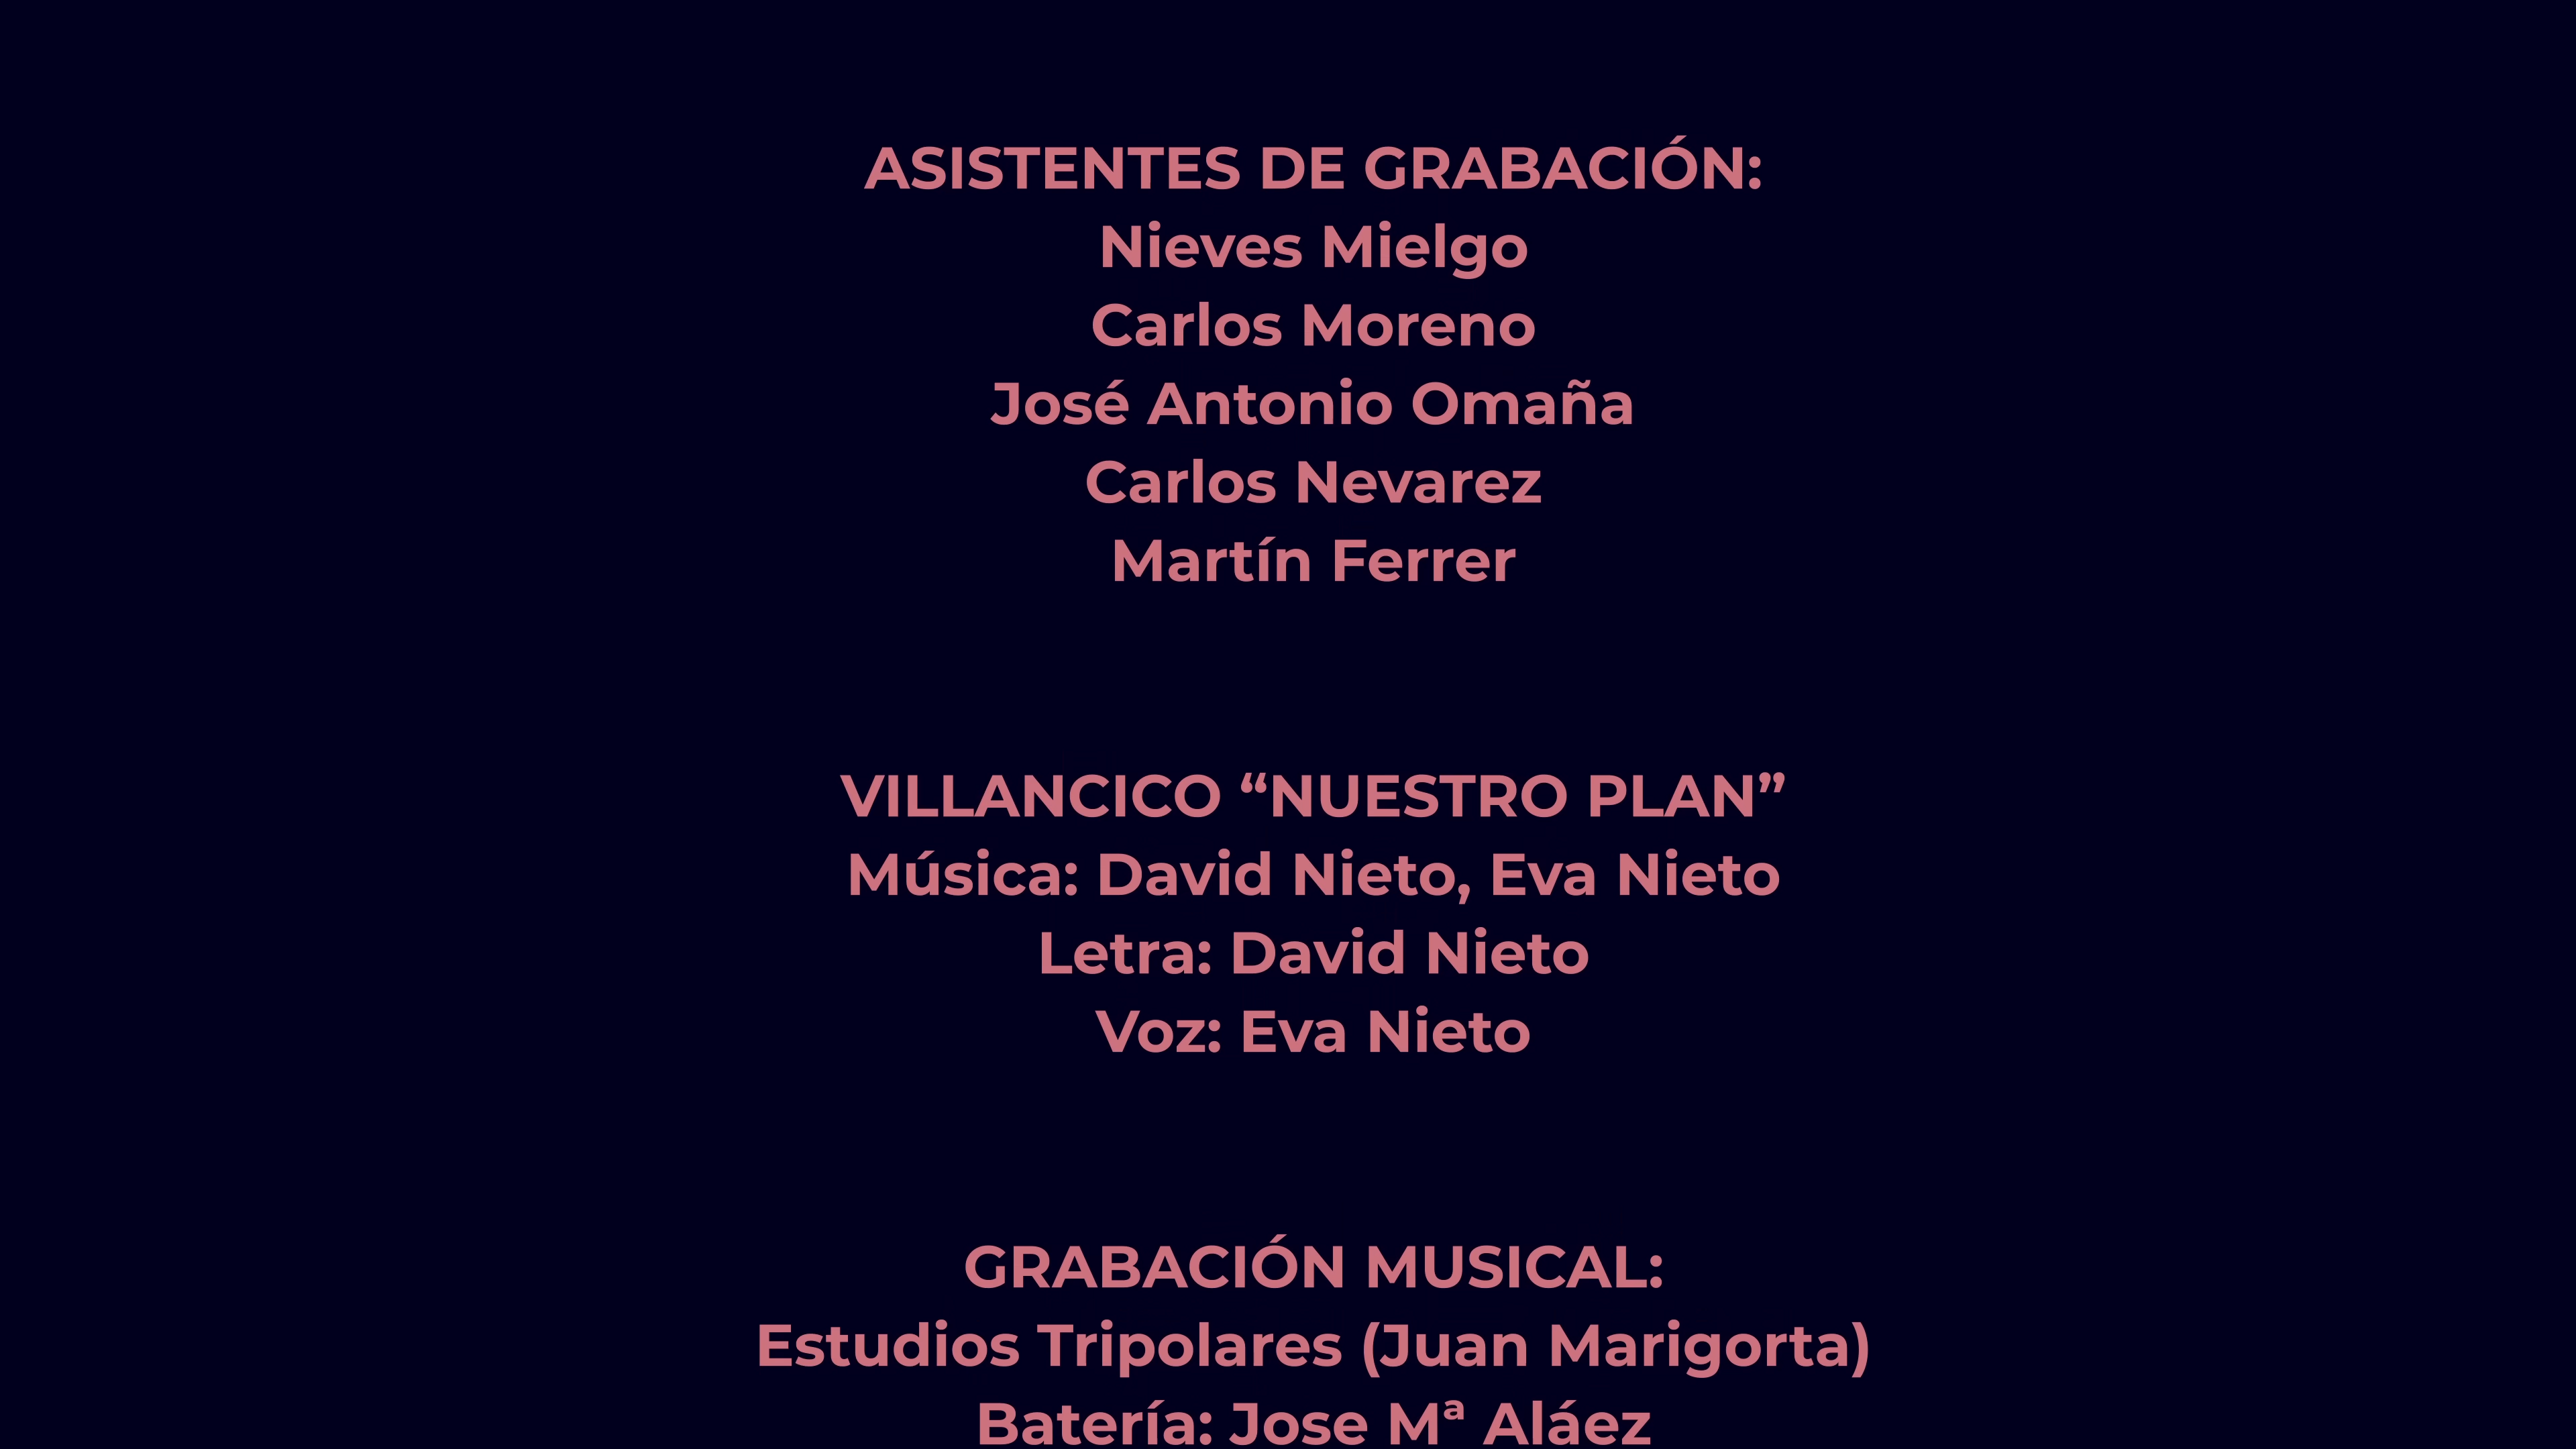 ASISTENTES DE GRABACIÓN:
Nieves Mielgo
Carlos Moreno
José Antonio Omaña
Carlos Nevarez
Martín Ferrer
VILLANCICO “NUESTRO PLAN”
Música: David Nieto, Eva Nieto
Letra: David Nieto
Voz: Eva Nieto
GRABACIÓN MUSICAL:
Estudios Tripolares (Juan Marigorta)
Batería: Jose Mª Aláez